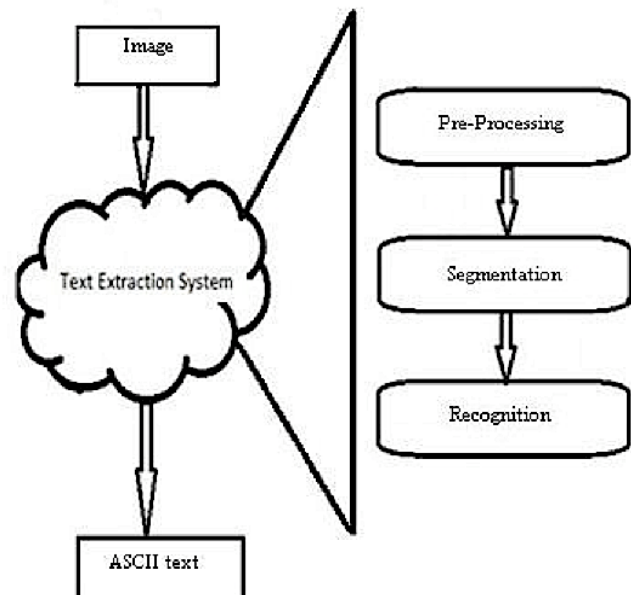 Image
Text Extraction System
ASCII text
Pre-Processing
Segmentation
Recognition